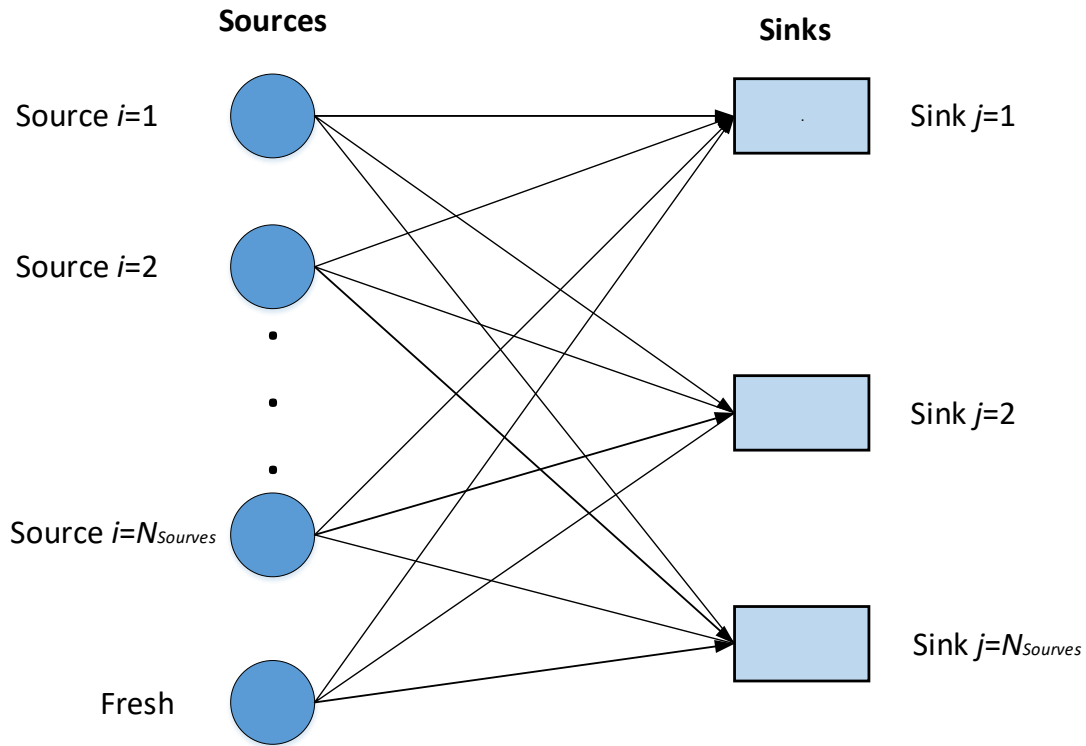 Sources
Sinks
Source i=1
Sink j=1
Source i=2
Sink j=2
Source i=NSourves
Sink j=NSourves
Fresh